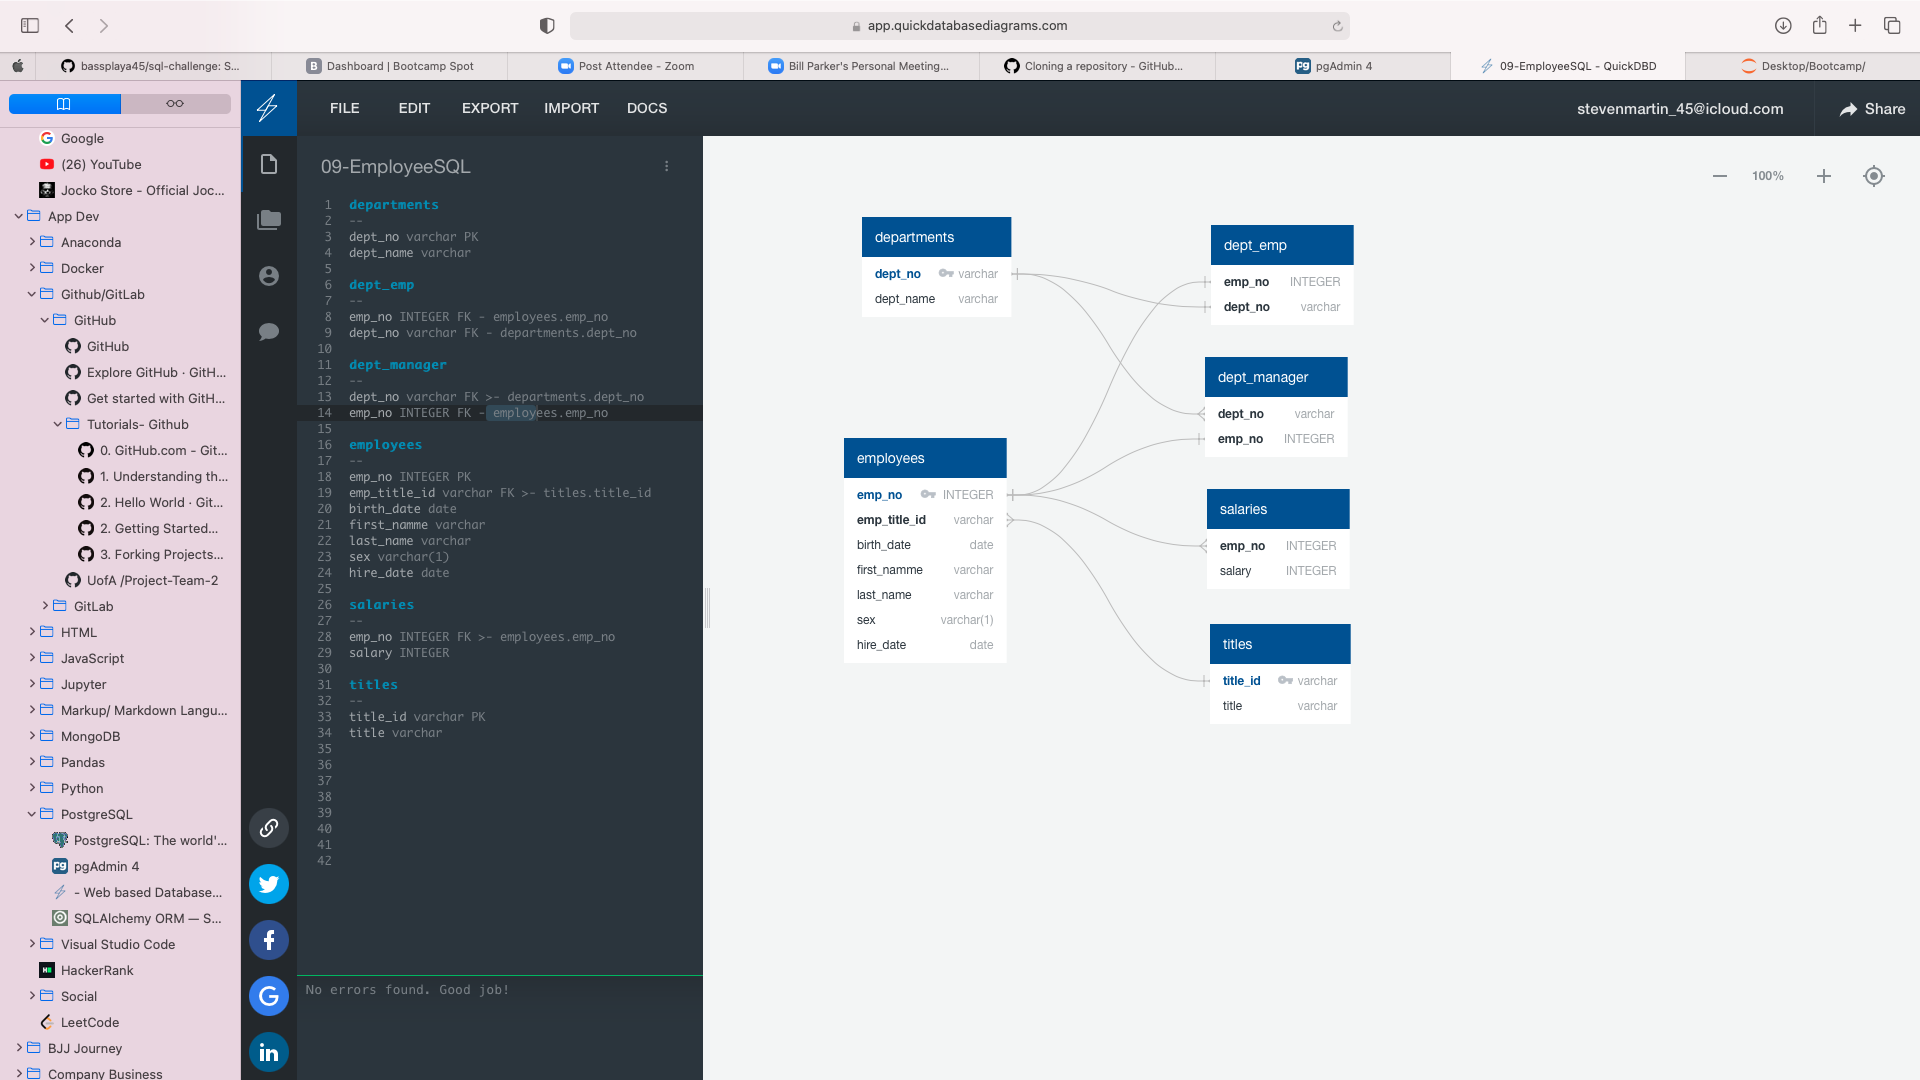 app.quickdatabasediagrams.com
bassplaya45/sql-challenge: S...
Dashboard | Bootcamp Spot
Post Attendee - Zoom
Bill Parker's Personal Meeting...
Cloning a repository - GitHub...
pgAdmin 4
09-EmployeeSQL - QuickDBD
Desktop/Bootcamp/
FILE
EDIT
EXPORT
IMPORT
DOCS
stevenmartin_45@icloud.com
Share
Google
(26) YouTube
Jocko Store - Official Joc...
App Dev
Anaconda
Docker
Github/GitLab
GitHub
GitHub
Explore GitHub · GitH...
Get started with GitH...
Tutorials- Github
0. GitHub.com - Git...
1. Understanding th...
2. Hello World · Git...
2. Getting Started...
3. Forking Projects...
UofA /Project-Team-2
GitLab
HTML
JavaScript
Jupyter
Markup/ Markdown Langu...
MongoDB
Pandas
Python
PostgreSQL
PostgreSQL: The world'...
pgAdmin 4
- Web based Database...
SQLAlchemy ORM — S...
Visual Studio Code
HackerRank
Social
LeetCode
BJJ Journey
Company Business
09-EmployeeSQL
1 departments
2 --
3 dept_no varchar PK
4 dept_name varchar
5
6 dept_emp
7 --
8 emp_no INTEGER FK - employees.emp_no
9 dept_no varchar FK - departments.dept_no
10
11 dept_manager
12 --
13 dept_no varchar FK >- departments.dept_no
14 emp_no INTEGER FK - employees.emp_no
15
16 employees
17 --
18 emp_no INTEGER PK
19 emp_title_id varchar FK >- titles.title_id
20 birth_date date
21 first_namme varchar
22 last_name varchar
23 sex varchar(1)
24 hire_date date
25
26 salaries
27 --
28 emp_no INTEGER FK >- employees.emp_no
29 salary INTEGER
30
31 titles
32 --
33 title_id varchar PK
34 title varchar
35
36
37
38
39
40
41
42
No errors found. Good job!
100%
departments
dept_no varchar
dept_name varchar
dept_emp
emp_no INTEGER
dept_no varchar
dept_manager
dept_no varchar
emp_no INTEGER
employees
emp_no INTEGER
emp_title_id varchar
birth_date date
first_namme varchar
last_name varchar
sex varchar(1)
hire_date date
salaries
emp_no INTEGER
salary INTEGER
titles
title_id varchar
title varchar